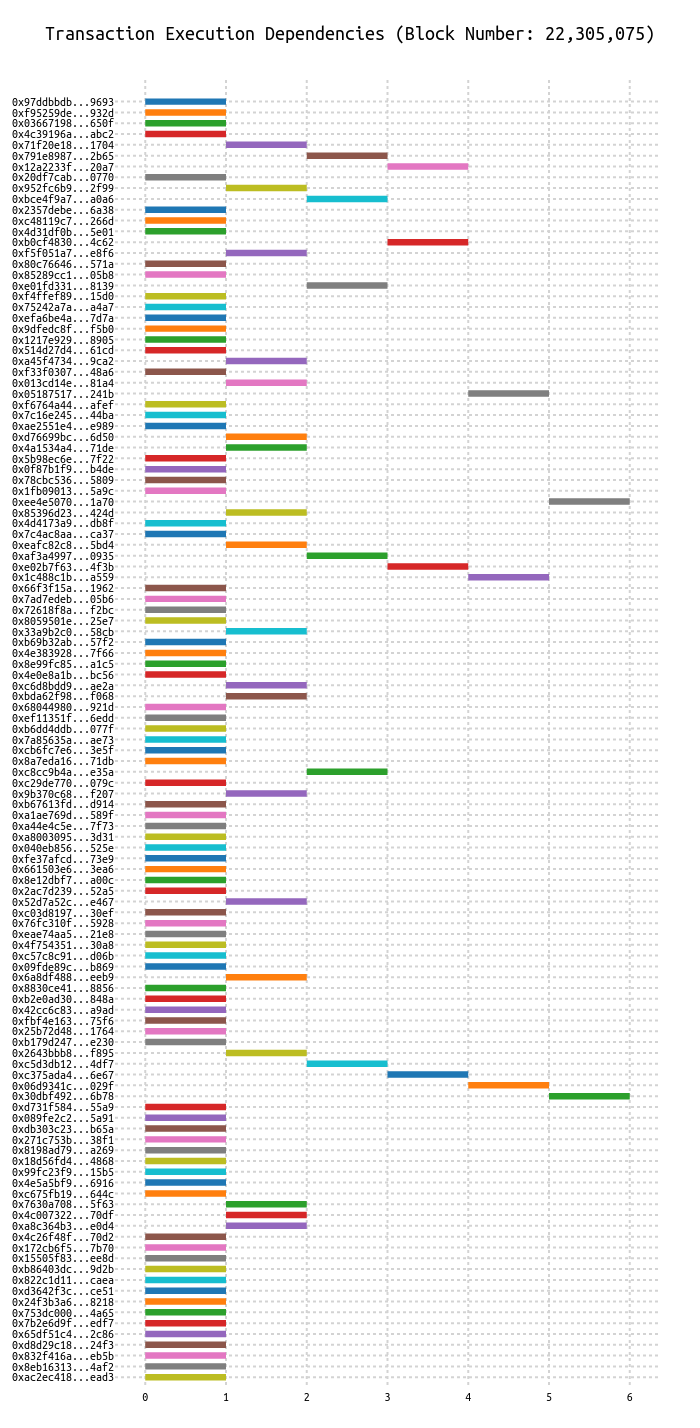 Transaction Execution Dependencies (Block Number: 22,305,075)
0x97ddbbdb...9693
0xf95259de...932d
0x03667198...650f
0x4c39196a...abc2
0x71f20e18...1704
0x791e8987...2b65
0x12a2233f...20a7
0x20df7cab...0770
0x952fc6b9...2f99
0xbce4f9a7...a0a6
0x2357debe...6a38
0xc48119c7...266d
0x4d31df0b...5e01
0xb0cf4830...4c62
0xf5f051a7...e8f6
0x80c76646...571a
0x85289cc1...05b8
0xe01fd331...8139
0xf4ffef89...15d0
0x75242a7a...a4a7
0xefa6be4a...7d7a
0x9dfedc8f...f5b0
0x1217e929...8905
0x514d27d4...61cd
0xa45f4734...9ca2
0xf33f0307...48a6
0x013cd14e...81a4
0x05187517...241b
0xf6764a44...afef
0x7c16e245...44ba
0xae2551e4...e989
0xd76699bc...6d50
0x4a1534a4...71de
0x5b98ec6e...7f22
0x0f87b1f9...b4de
0x78cbc536...5809
0x1fb09013...5a9c
0xee4e5070...1a70
0x85396d23...424d
0x4d4173a9...db8f
0x7c4ac8aa...ca37
0xeafc82c8...5bd4
0xaf3a4997...0935
0xe02b7f63...4f3b
0x1c488c1b...a559
0x66f3f15a...1962
0x7ad7edeb...05b6
0x72618f8a...f2bc
0x8059501e...25e7
0x33a9b2c0...58cb
0xb69b32ab...57f2
0x4e383928...7f66
0x8e99fc85...a1c5
0x4e0e8a1b...bc56
0xc6d8bdd9...ae2a
0xbda62f98...f068
0x68044980...921d
0xef11351f...6edd
0xb6dd4ddb...077f
0x7a85635a...ae73
0xcb6fc7e6...3e5f
0x8a7eda16...71db
0xc8cc9b4a...e35a
0xc29de770...079c
0x9b370c68...f207
0xb67613fd...d914
0xa1ae769d...589f
0xa44e4c5e...7f73
0xa8003095...3d31
0x040eb856...525e
0xfe37afcd...73e9
0x661503e6...3ea6
0x8e12dbf7...a00c
0x2ac7d239...52a5
0x52d7a52c...e467
0xc03d8197...30ef
0x76fc310f...5928
0xeae74aa5...21e8
0x4f754351...30a8
0xc57c8c91...d06b
0x09fde89c...b869
0x6a8df488...eeb9
0x8830ce41...8856
0xb2e0ad30...848a
0x42cc6c83...a9ad
0xfbf4e163...75f6
0x25b72d48...1764
0xb179d247...e230
0x2643bbb8...f895
0xc5d3db12...4df7
0xc375ada4...6e67
0x06d9341c...029f
0x30dbf492...6b78
0xd731f584...55a9
0x089fe2c2...5a91
0xdb303c23...b65a
0x271c753b...38f1
0x8198ad79...a269
0x18d56fd4...4868
0x99fc23f9...15b5
0x4e5a5bf9...6916
0xc675fb19...644c
0x7630a708...5f63
0x4c007322...70df
0xa8c364b3...e0d4
0x4c26f48f...70d2
0x172cb6f5...7b70
0x15505f83...ee8d
0xb86403dc...9d2b
0x822c1d11...caea
0xd3642f3c...ce51
0x24f3b3a6...8218
0x753dc000...4a65
0x7b2e6d9f...edf7
0x65df51c4...2c86
0xd8d29c18...24f3
0x832f416a...eb5b
0x8eb16313...4af2
0xac2ec418...ead3
0 1 2 3 4 5 6